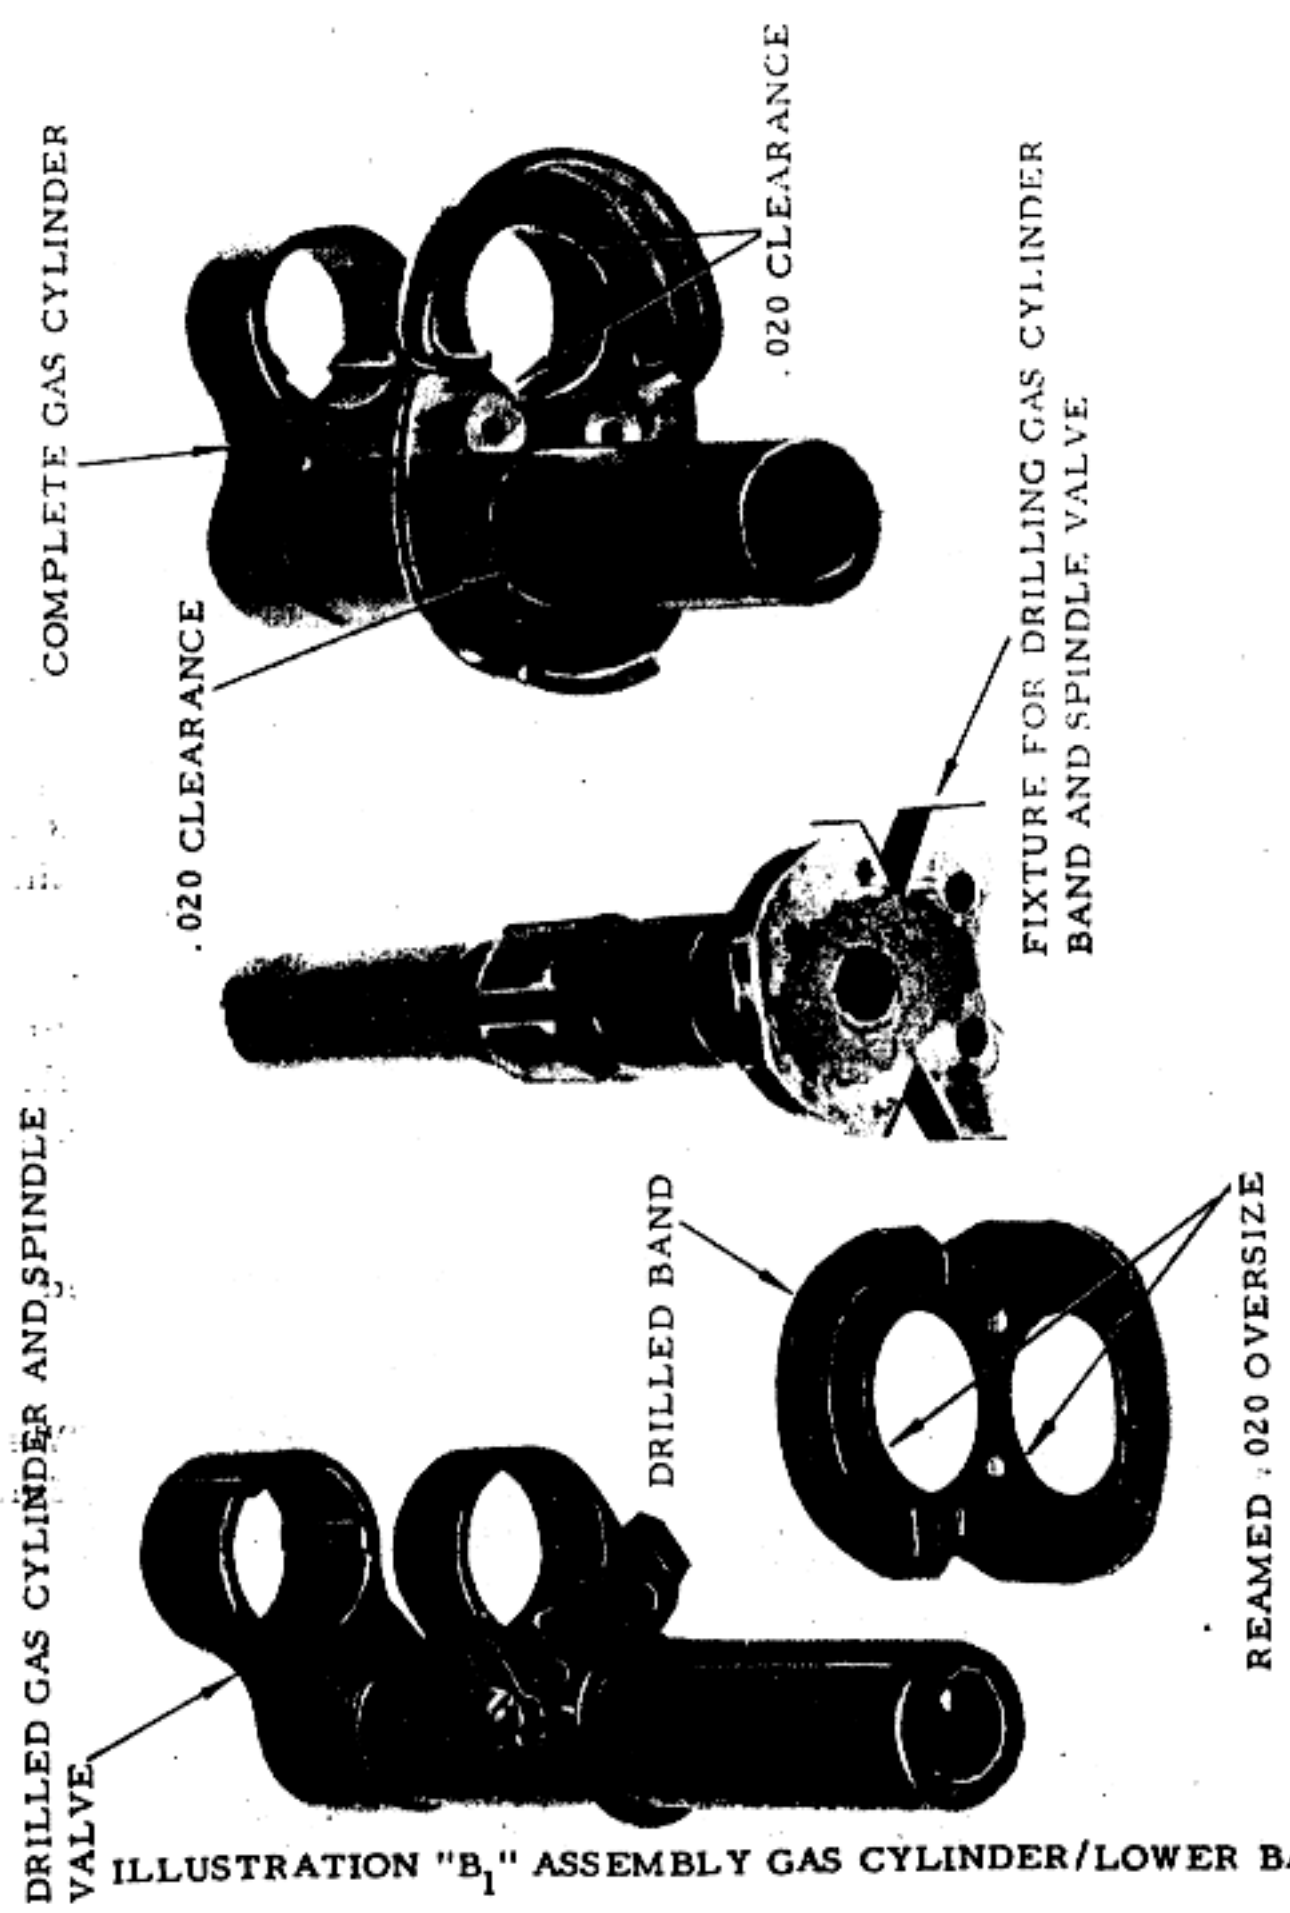 COMPLETE GAS CYLINDER
.020 CLEARANCE
.020 CLEARANCE
FIXTURE FOR DRILLING GAS CYLINDER
BAND AND SPINDLE VALVE
DRILLED GAS CYLINDER AND SPINDLE
VALVE
DRILLED BAND
REAMED .020 OVERSIZE
ILLUSTRATION "B1" ASSEMBLY GAS CYLINDER/LOWER